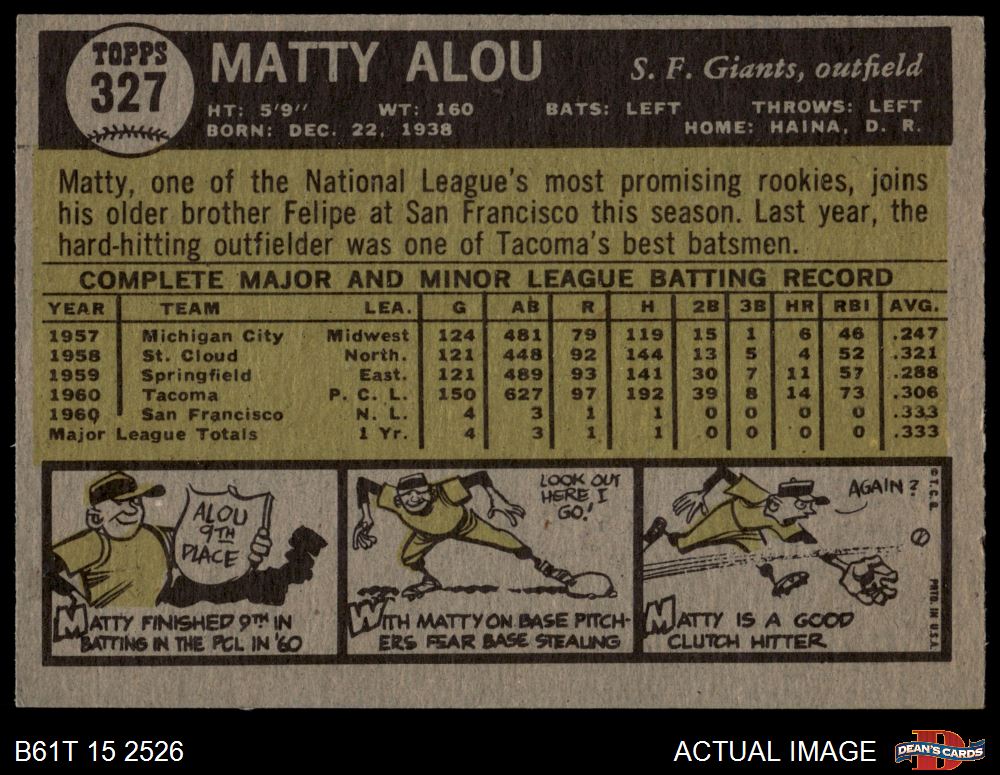 TOPPS
327
MATTY ALOU
S. F. Giants, outfield
HT: 5'9" WT: 160 BATS: LEFT THROWS: LEFT
BORN: DEC. 22, 1938 HOME: HAINA, D. R.
Matty, one of the National League's most promising rookies, joins
his older brother Felipe at San Francisco this season. Last year, the
hard-hitting outfielder was one of Tacoma's best batsmen.
COMPLETE MAJOR AND MINOR LEAGUE BATTING RECORD
YEAR TEAM LEA. G AB R H 2B 3B HR RBI AVG.
1957 Michigan City Midwest 124 481 79 119 15 1 6 46 .247
1958 St. Cloud North. 121 448 92 144 13 5 4 52 .321
1959 Springfield East. 121 489 93 141 30 7 11 57 .288
1960 Tacoma P. C. L. 150 627 97 192 39 8 14 73 .306
1960 San Francisco N. L. 4 3 1 1 0 0 0 0 .333
Major League Totals 1 Yr. 4 3 1 1 0 0 0 0 .333
ALOU
9TH
PLACE
MATTY FINISHED 9TH IN
BATTING IN THE PCL IN '60
LOOK OUT
HERE I
GO!
WITH MATTY ON BASE PITCH-
ERS FEAR BASE STEALING
AGAIN?
MATTY IS A GOOD
CLUTCH HITTER
© T.C.G. PRTD. IN U.S.A.
B61T 15 2526
ACTUAL IMAGE
DEAN'S CARDS